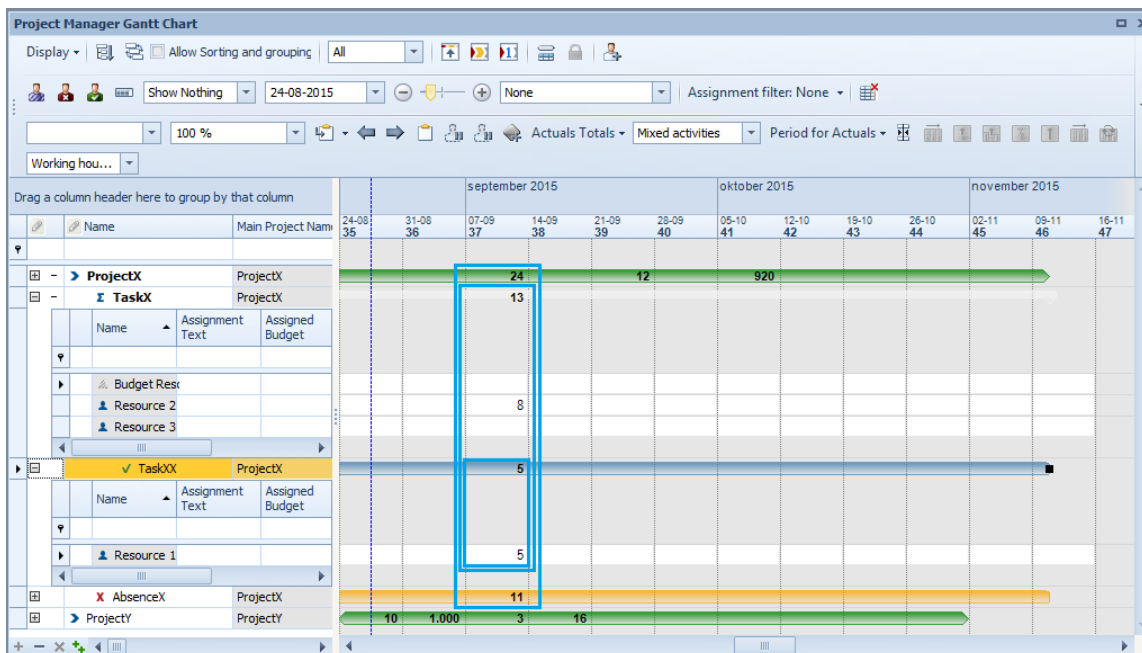 Project Manager Gantt Chart
Display Allow Sorting and grouping All
Show Nothing 24-08-2015 None Assignment filter: None
100 % Actuals Totals Mixed activities Period for Actuals
Working hou...
Drag a column header here to group by that column
september 2015 oktober 2015 november 2015
Name Main Project Name
24-08 31-08 07-09 14-09 21-09 28-09 05-10 12-10 19-10 26-10 02-11 09-11 16-11
35 36 37 38 39 40 41 42 43 44 45 46 47
ProjectX ProjectX 24 12 920
Σ TaskX ProjectX 13
Name Assignment Text Assigned Budget
Budget Reso
Resource 2 8
Resource 3
TaskXX ProjectX 5
Name Assignment Text Assigned Budget
Resource 1 5
X AbsenceX ProjectX 11
ProjectY ProjectY 10 1.000 3 16